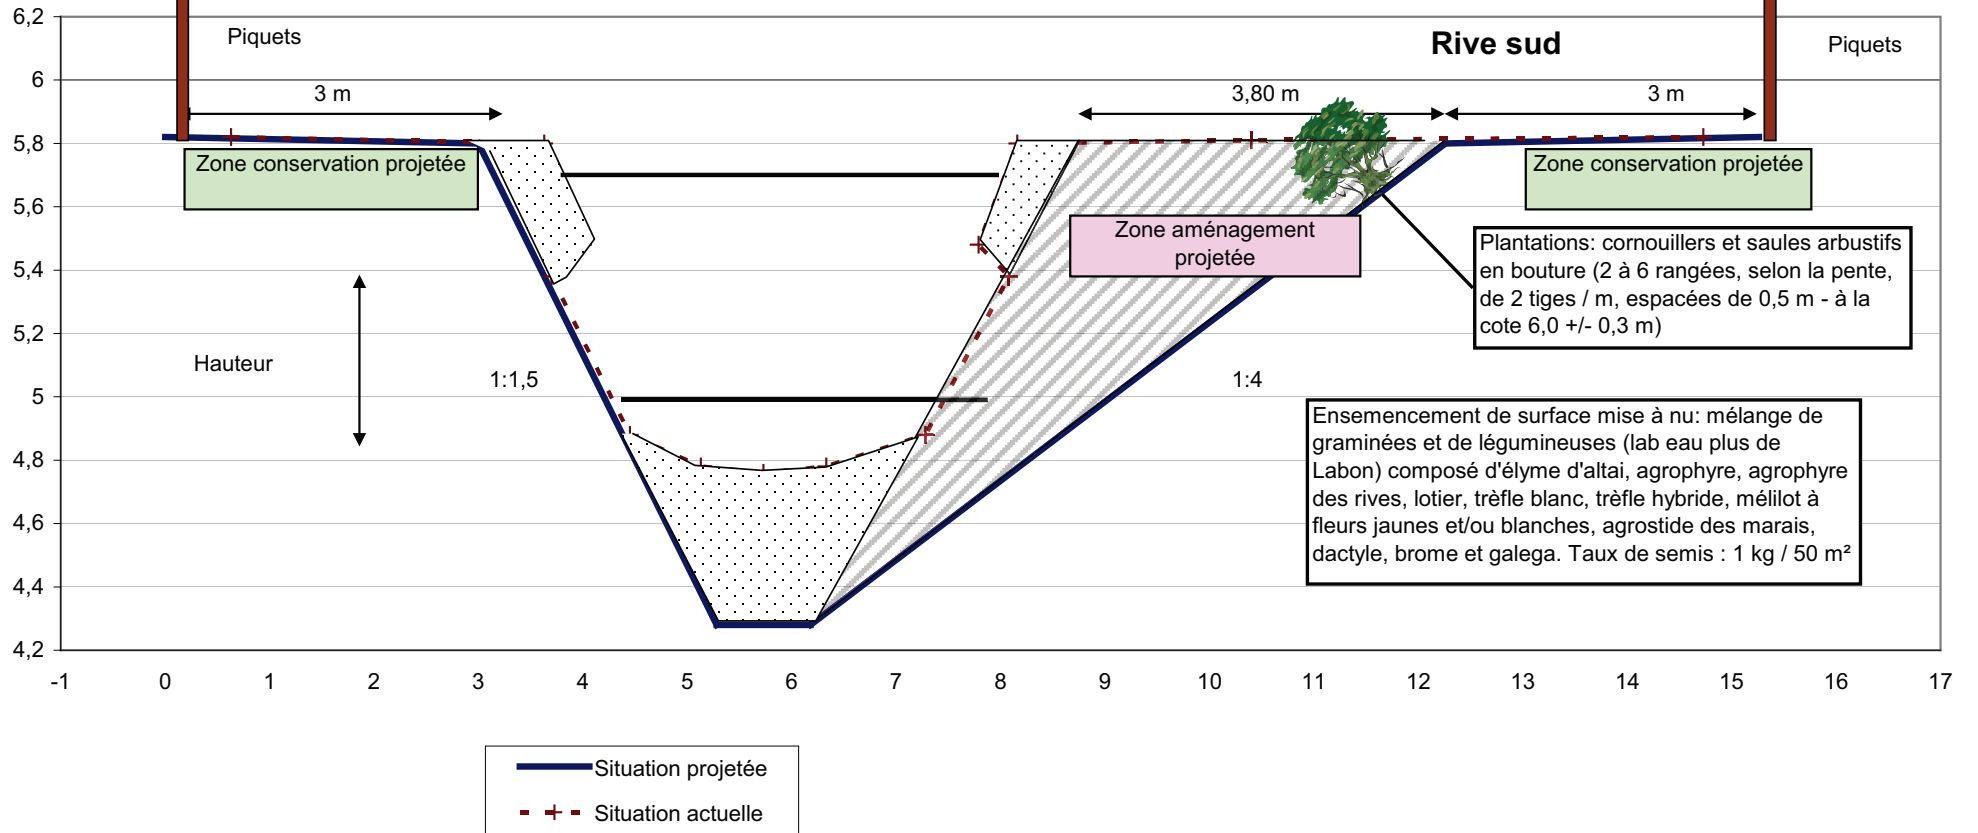 6,2
Piquets
Rive sud
Piquets
6
3 m
3,80 m
3 m
5,8
Zone conservation projetée
Zone conservation projetée
5,6
Zone aménagement
projetée
Plantations: cornouillers et saules arbustifs
en bouture (2 à 6 rangées, selon la pente,
de 2 tiges / m, espacées de 0,5 m - à la
cote 6,0 +/- 0,3 m)
5,4
5,2
Hauteur
1:1,5
1:4
5
Ensemencement de surface mise à nu: mélange de
graminées et de légumineuses (lab eau plus de
Labon) composé d'élyme d'altai, agrophyre, agrophyre
des rives, lotier, trèfle blanc, trèfle hybride, mélilot à
fleurs jaunes et/ou blanches, agrostide des marais,
dactyle, brome et galega. Taux de semis : 1 kg / 50 m²
4,8
4,6
4,4
4,2
-1 0 1 2 3 4 5 6 7 8 9 10 11 12 13 14 15 16 17
Situation projetée
Situation actuelle